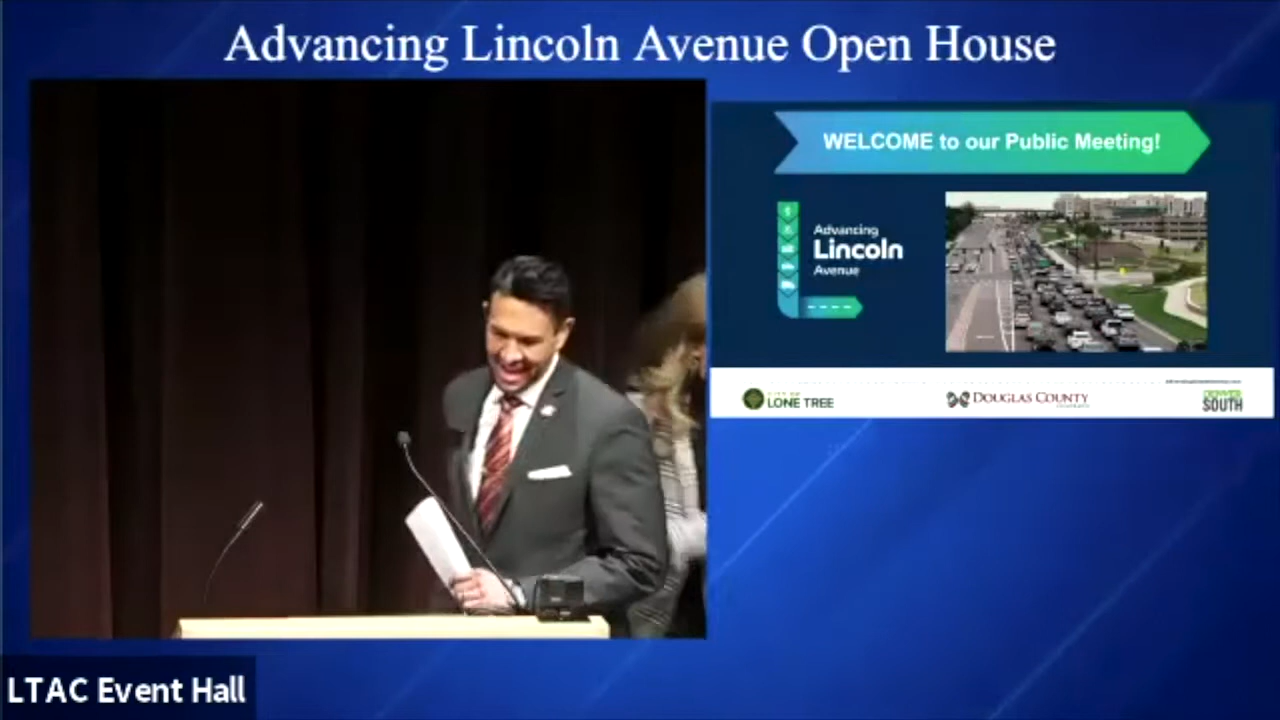 Advancing Lincoln Avenue Open House
WELCOME to our Public Meeting!
Advancing
Lincoln
Avenue
LONE TREE
DOUGLAS COUNTY
DENVER
SOUTH
LTAC Event Hall